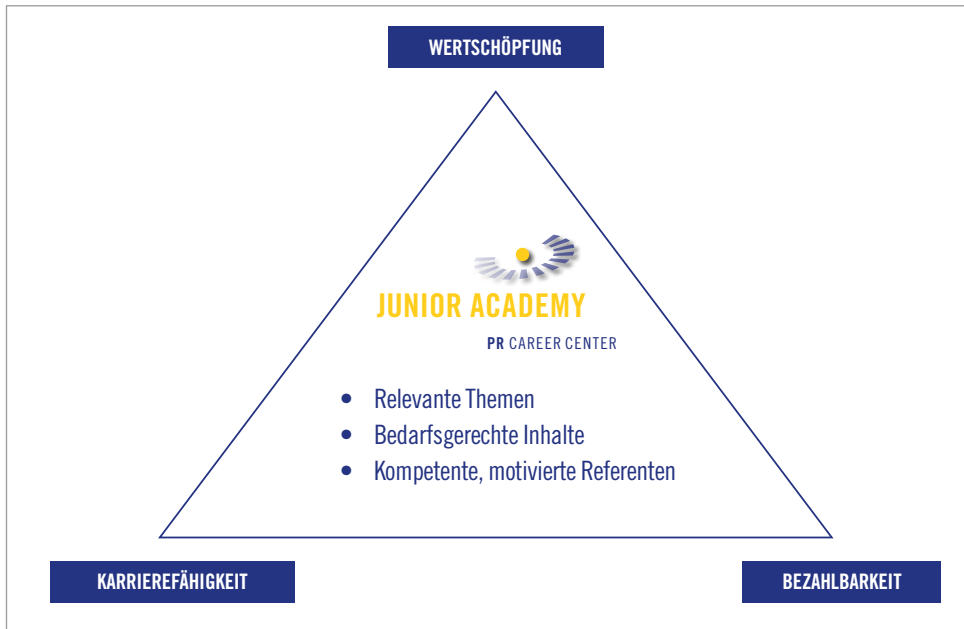 WERTSCHÖPFUNG
JUNIOR ACADEMY
PR CAREER CENTER
• Relevante Themen
• Bedarfsgerechte Inhalte
• Kompetente, motivierte Referenten
KARRIEREFÄHIGKEIT
BEZAHLBARKEIT